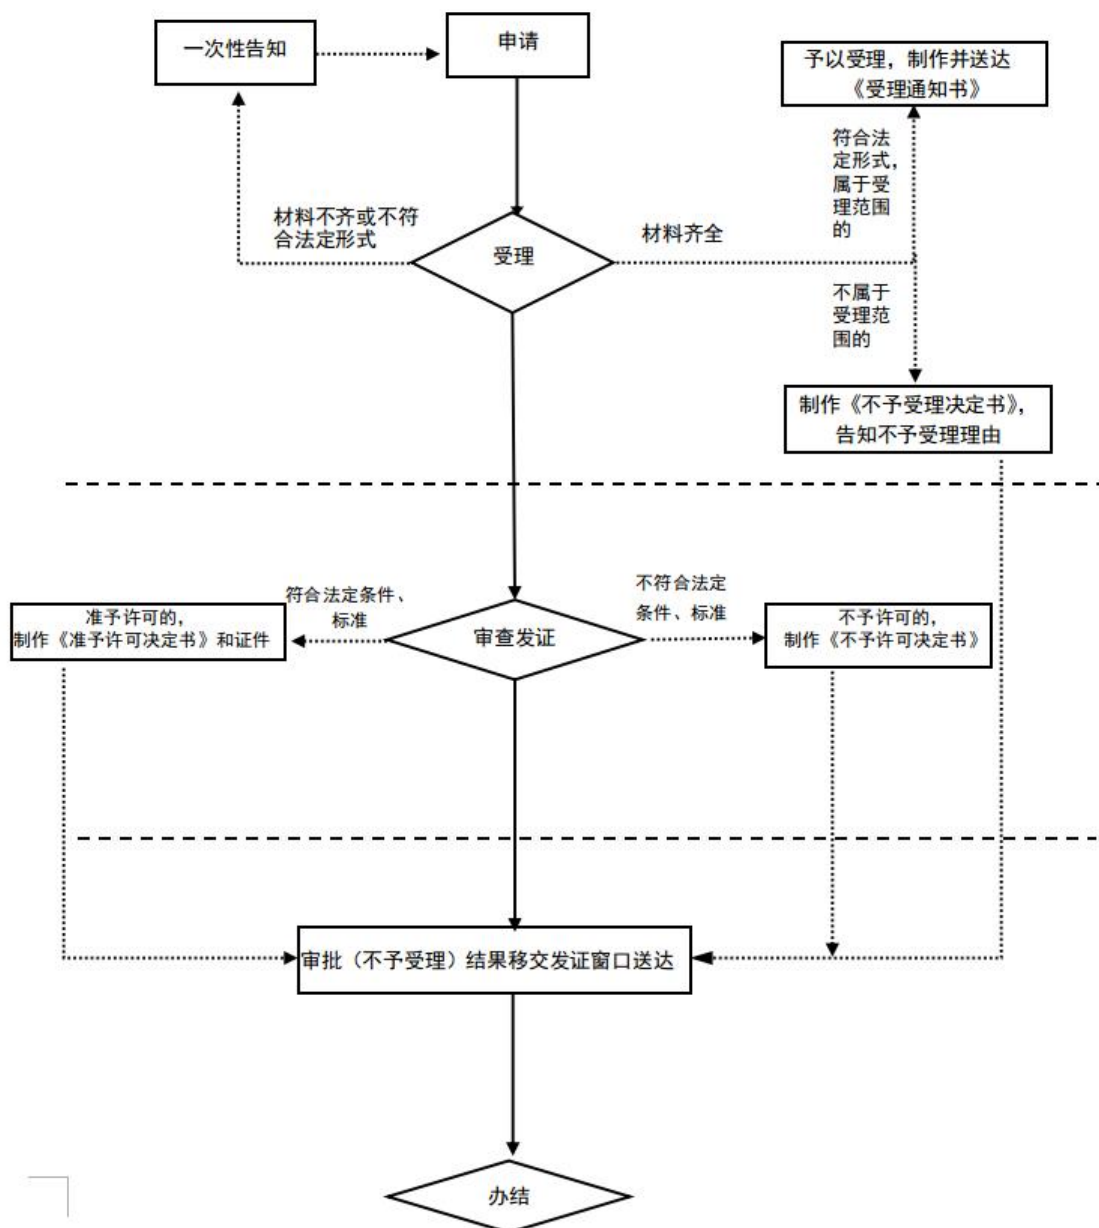 一次性告知
申请
予以受理，制作并送达
《受理通知书》
符合法
定形式，
属于受
理范围
的
材料不齐或不符
合法定形式
受理
材料齐全
不属于
受理范
围的
制作《不予受理决定书》，
告知不予受理理由
符合法定条件、
标准
不符合法定
条件、标准
准予许可的，
制作《准予许可决定书》和证件
审查发证
不予许可的，
制作《不予许可决定书》
审批（不予受理）结果移交发证窗口送达
办结